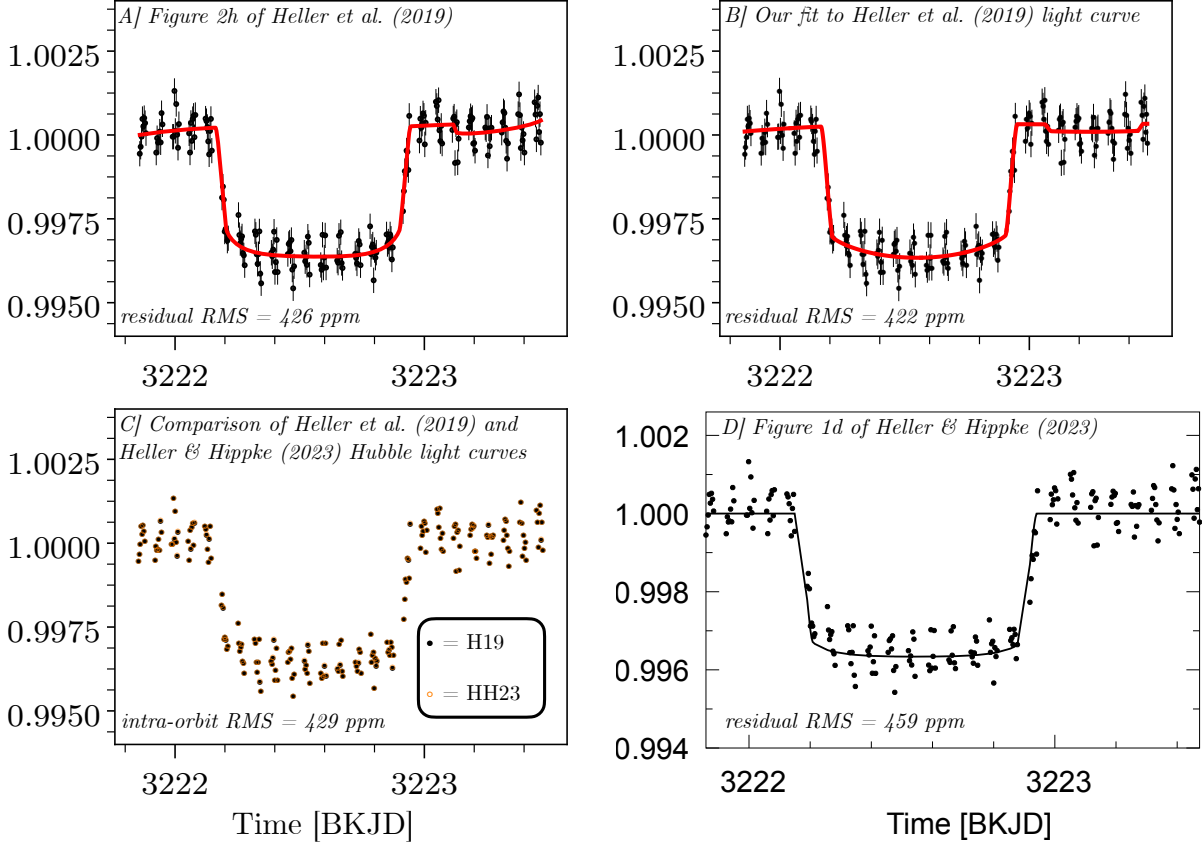 A] Figure 2h of Heller et al. (2019)
1.0025
1.0000
0.9975
0.9950
residual RMS = 426 ppm
3222
3223
B] Our fit to Heller et al. (2019) light curve
1.0025
1.0000
0.9975
0.9950
residual RMS = 422 ppm
3222
3223
C] Comparison of Heller et al. (2019) and
Heller & Hippke (2023) Hubble light curves
1.0025
1.0000
0.9975
0.9950
= H19
= HH23
intra-orbit RMS = 429 ppm
3222
3223
Time [BKJD]
D] Figure 1d of Heller & Hippke (2023)
1.002
1.000
0.998
0.996
0.994
residual RMS = 459 ppm
3222
3223
Time [BKJD]